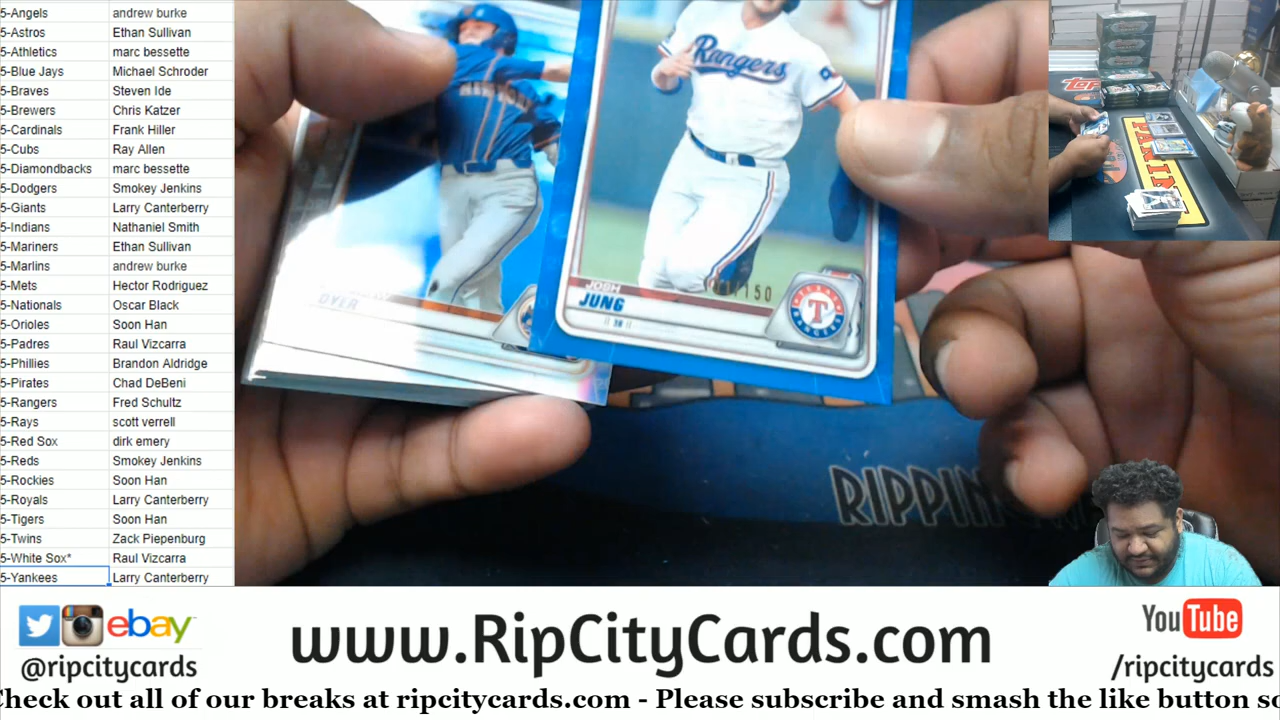 5-Angels andrew burke
5-Astros Ethan Sullivan
5-Athletics marc bessette
5-Blue Jays Michael Schroder
5-Braves Steven Ide
5-Brewers Chris Katzer
5-Cardinals Frank Hiller
5-Cubs Ray Allen
5-Diamondbacks marc bessette
5-Dodgers Smokey Jenkins
5-Giants Larry Canterberry
5-Indians Nathaniel Smith
5-Mariners Ethan Sullivan
5-Marlins andrew burke
5-Mets Hector Rodriguez
5-Nationals Oscar Black
5-Orioles Soon Han
5-Padres Raul Vizcarra
5-Phillies Brandon Aldridge
5-Pirates Chad DeBeni
5-Rangers Fred Schultz
5-Rays scott verrell
5-Red Sox dirk emery
5-Reds Smokey Jenkins
5-Rockies Soon Han
5-Royals Larry Canterberry
5-Tigers Soon Han
5-Twins Zack Piepenburg
5-White Sox* Raul Vizcarra
5-Yankees Larry Canterberry
Rangers
DYER
JOSH
JUNG
3B
/150
T
RANGERS
Topps
PANINI
RIPPIN
ebay
@ripcitycards
www.RipCityCards.com
YouTube
/ripcitycards
Check out all of our breaks at ripcitycards.com - Please subscribe and smash the like button so